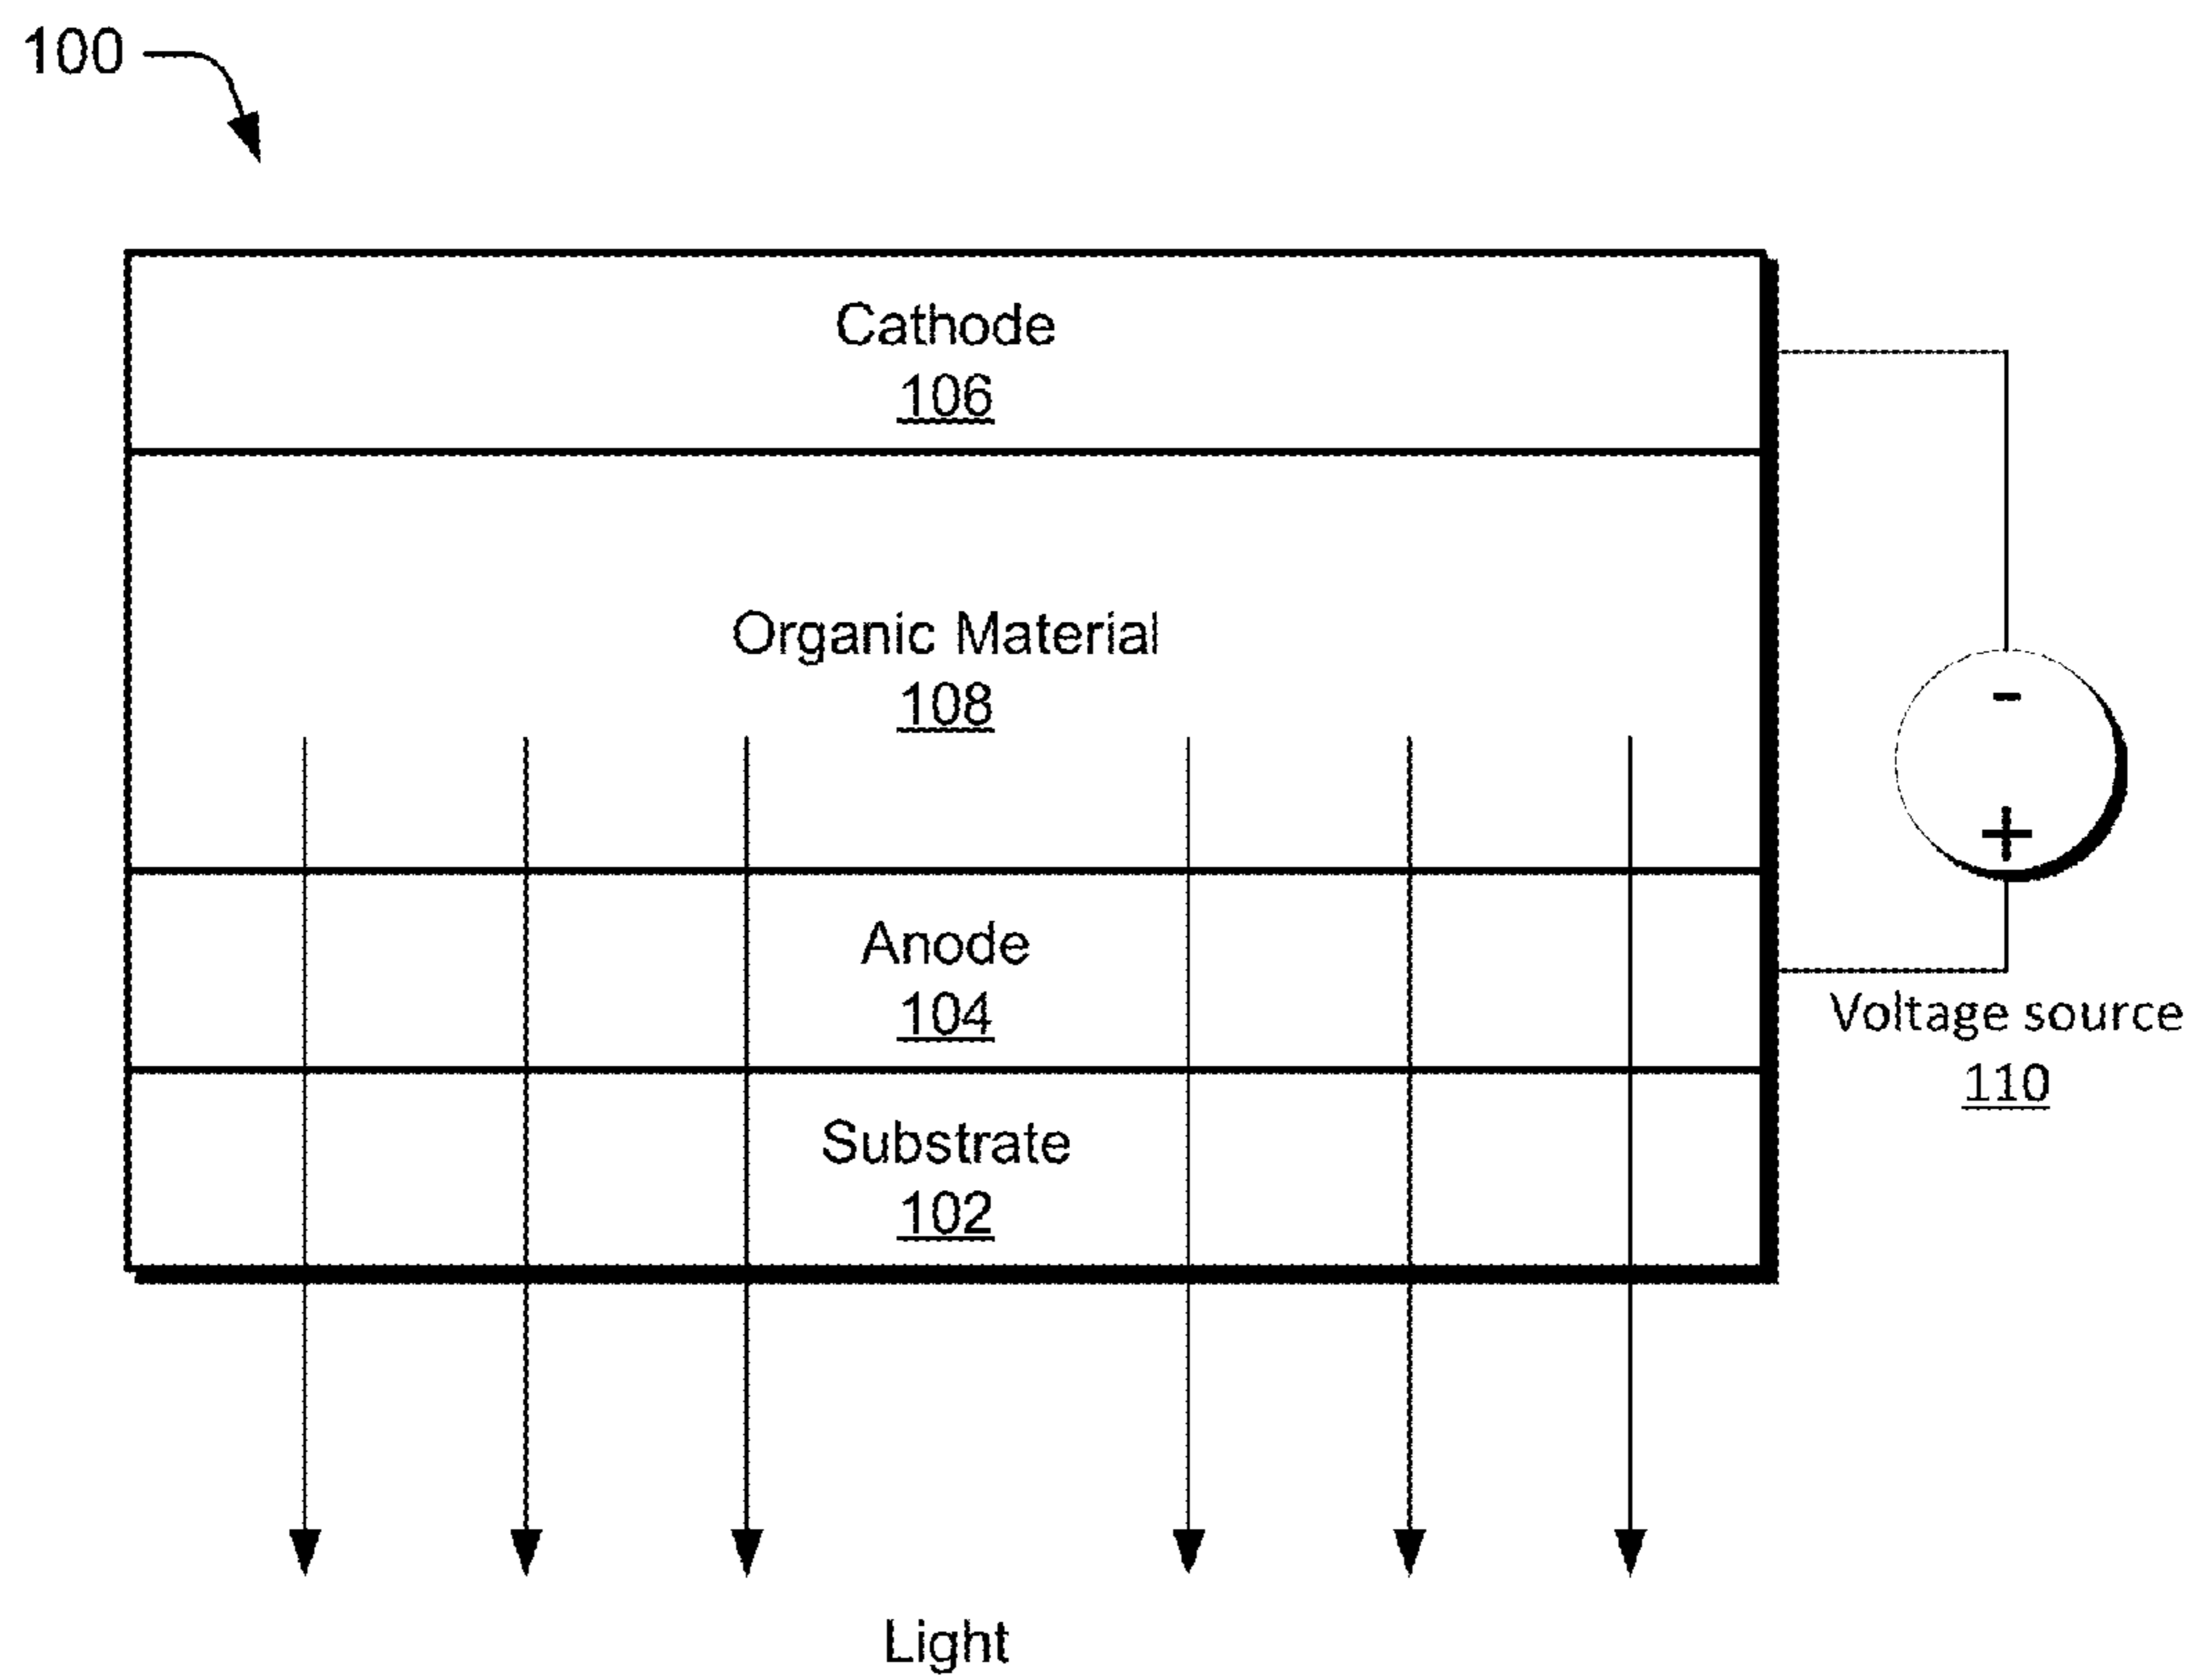 100
Cathode
106
Organic Material
108
-
+
Anode
104
Voltage source
110
Substrate
102
Light